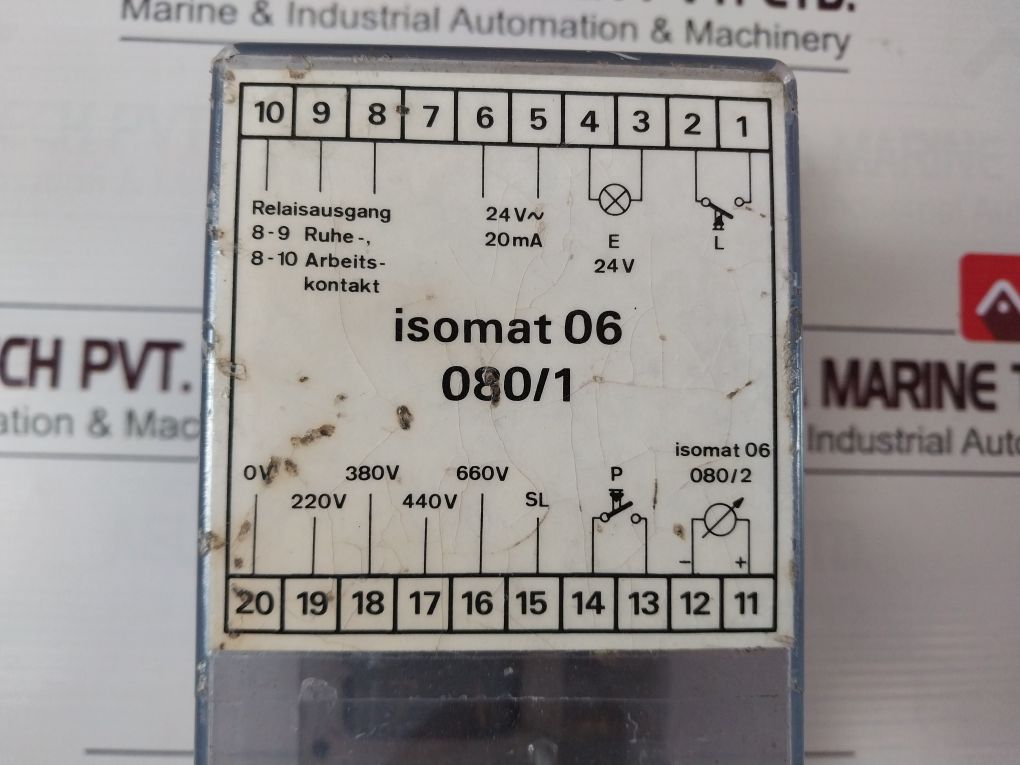 Marine & Industrial Automation & Machinery
10 9 8 7 6 5 4 3 2 1
Relaisausgang
8-9 Ruhe-,
8-10 Arbeits-
kontakt
24V~
20mA
E
24V
L
isomat 06
080/1
isomat 06
080/2
0V 380V 660V P
220V 440V SL
- +
20 19 18 17 16 15 14 13 12 11
CH PVT.
ation & Mac
MARINE T
Industrial Auto